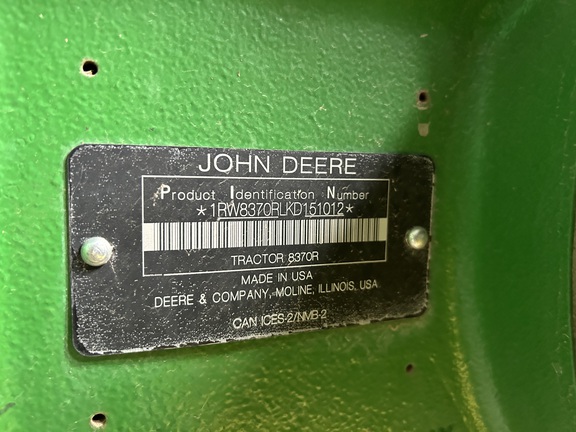 JOHN DEERE
Product Identification Number
*1RW8370RLKD151012*
TRACTOR 8370R
MADE IN USA
DEERE & COMPANY, MOLINE, ILLINOIS, USA
CAN ICES-2/NMB-2